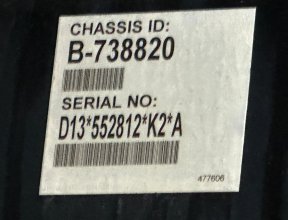 CHASSIS ID:
B-738820
SERIAL NO:
D13*552812*K2*A
477606